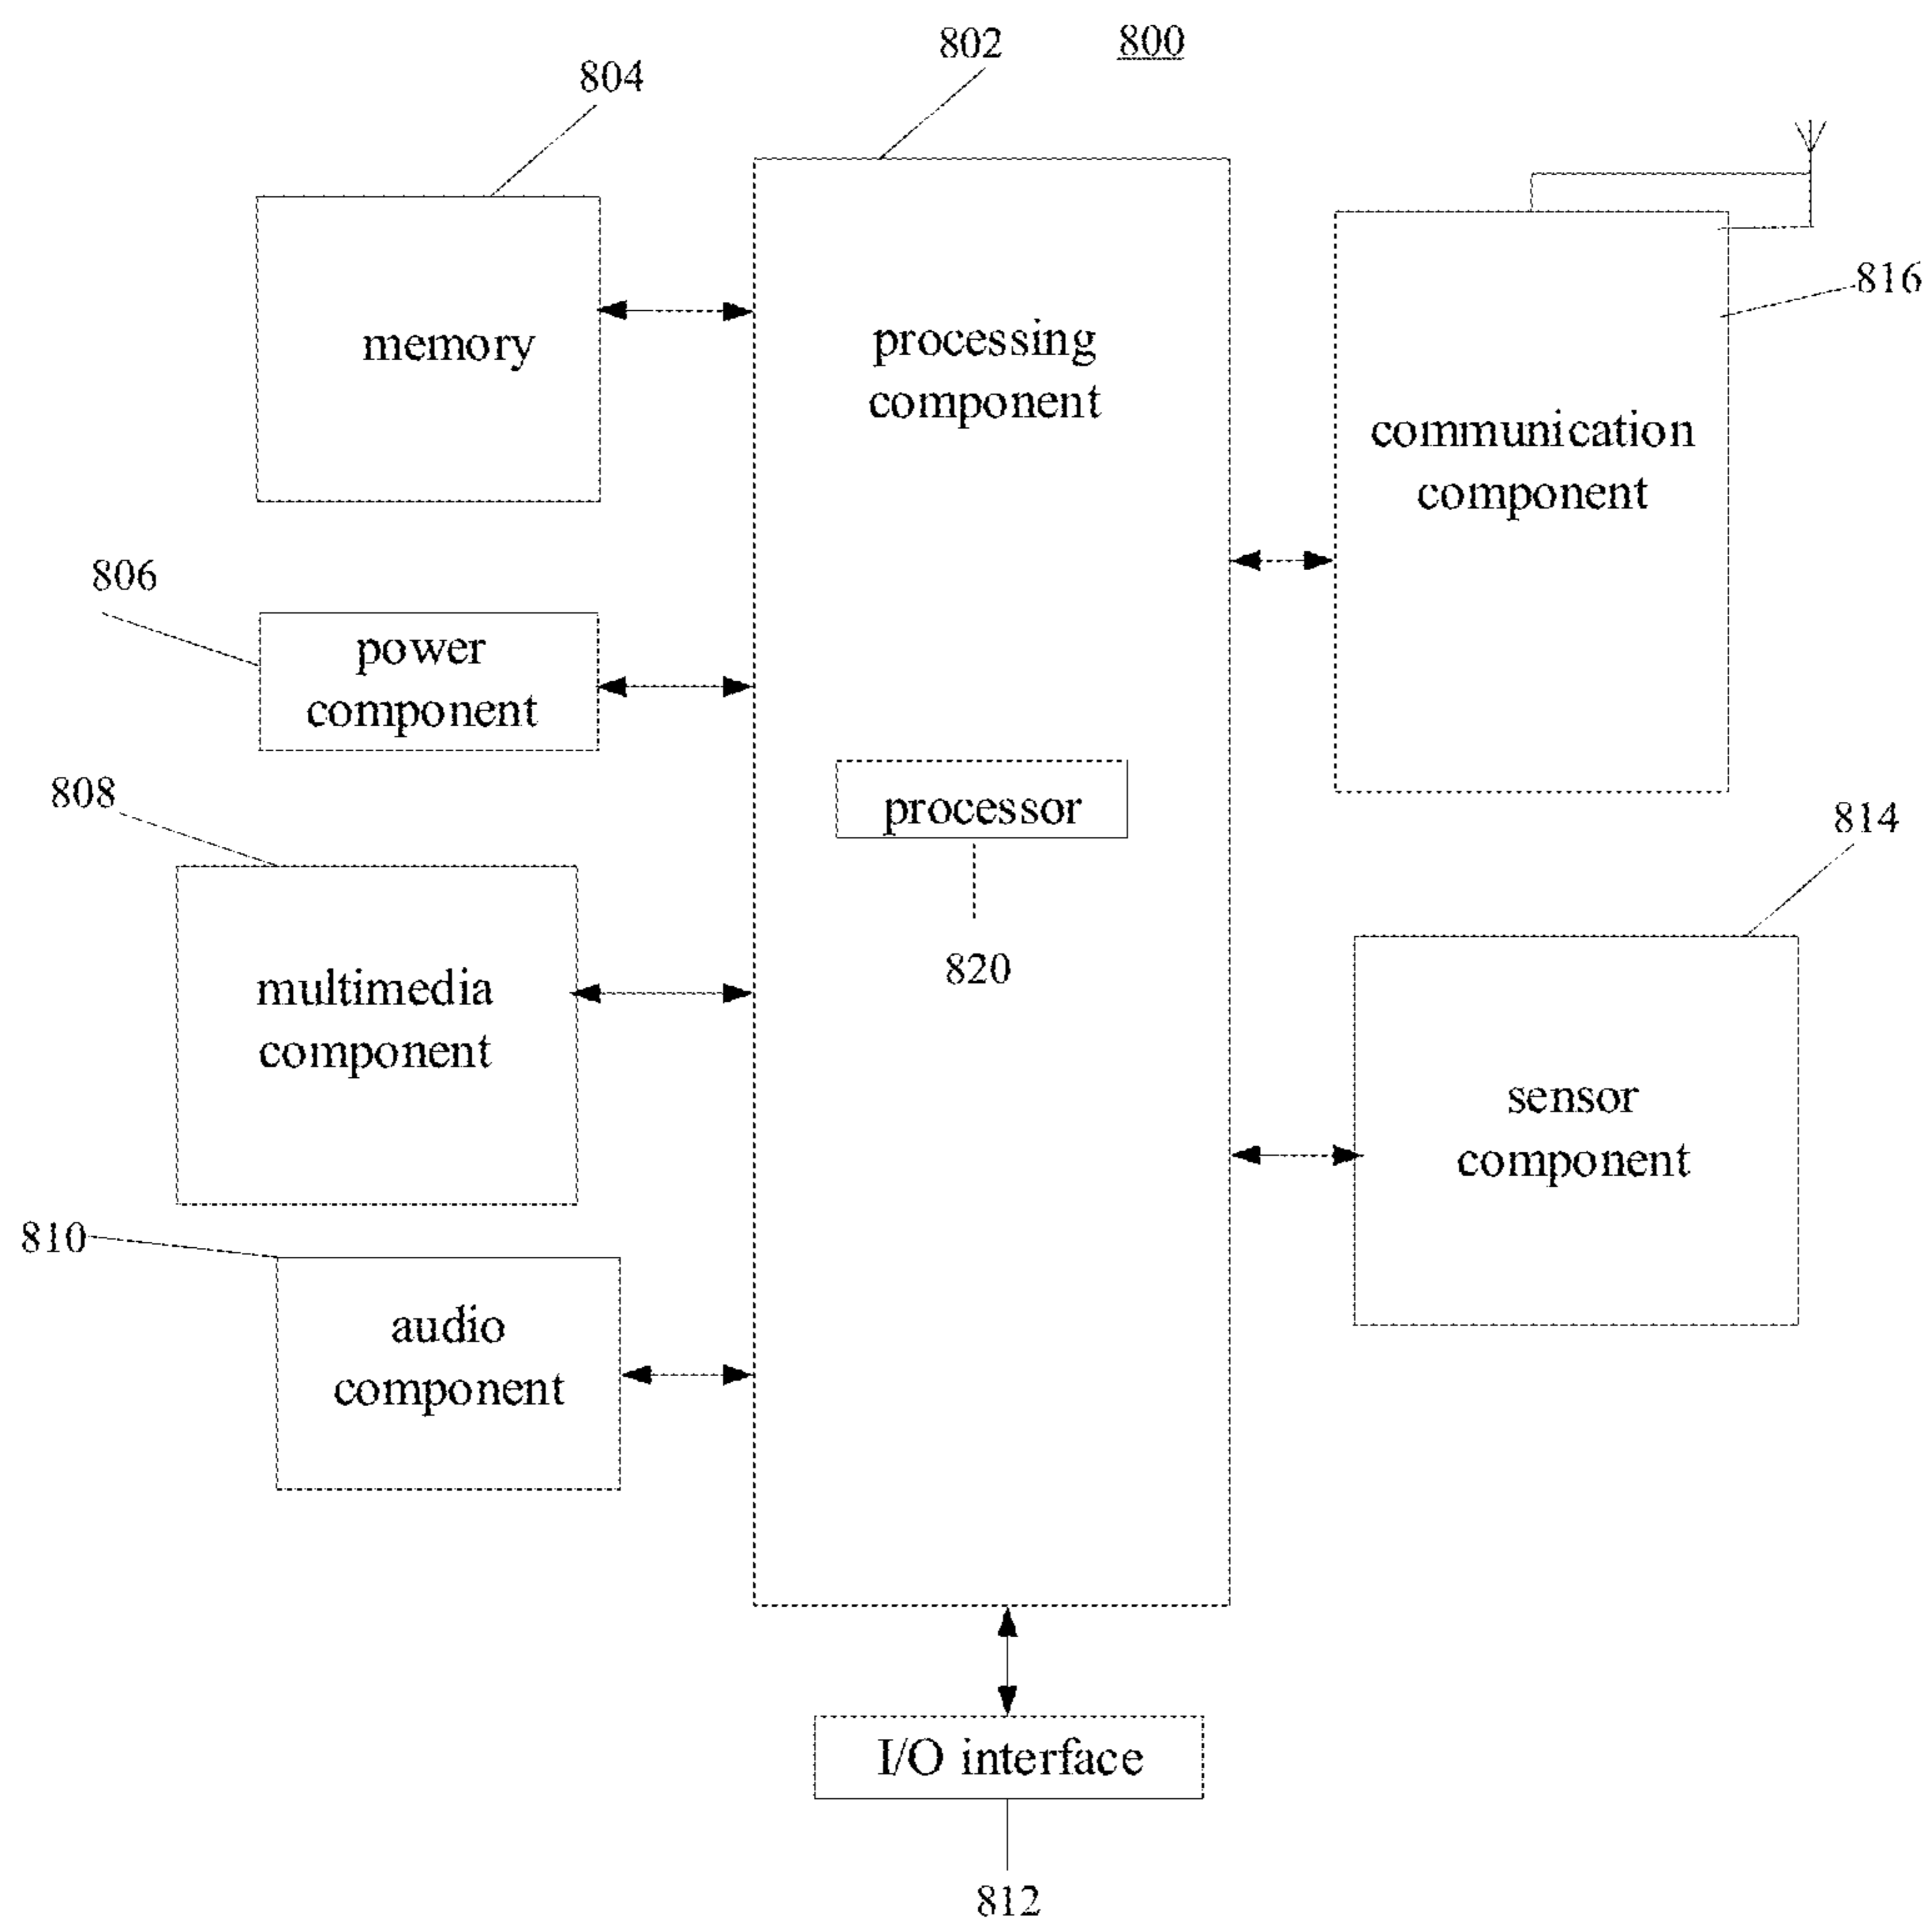 802
800
804
memory
processing
component
816
communication
component
806
power
component
808
processor
814
820
multimedia
component
sensor
component
810
audio
component
I/O interface
812